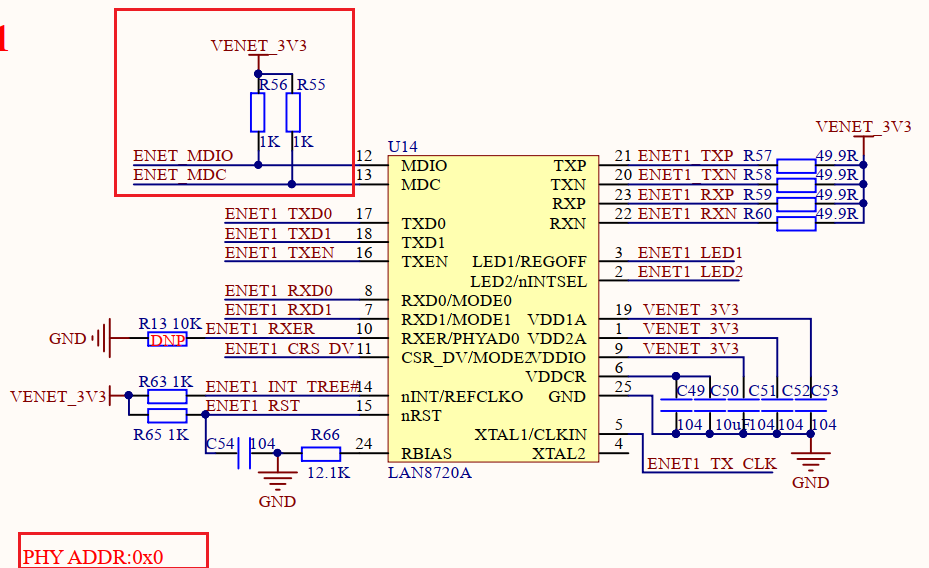 1
VENET_3V3
R56 R55
1K 1K
ENET_MDIO 12
ENET_MDC 13
U14
MDIO TXP
MDC TXN
RXP
TXD0 RXN
TXD1
TXEN LED1/REGOFF
LED2/nINTSEL
RXD0/MODE0
RXD1/MODE1 VDD1A
RXER/PHYAD0 VDD2A
CSR_DV/MODE2 VDDIO
VDDCR
nINT/REFCLKO GND
nRST
XTAL1/CLKIN
RBIAS XTAL2
LAN8720A
ENET1_TXD0 17
ENET1_TXD1 18
ENET1_TXEN 16
ENET1_RXD0 8
ENET1_RXD1 7
GND R13 10K DNP ENET1_RXER 10
ENET1_CRS_DV 11
VENET_3V3 R63 1K ENET1_INT_TREE# 14
R65 1K ENET1_RST 15
C54 104 R66 24
12.1K
GND
VENET_3V3
21 ENET1_TXP R57 49.9R
20 ENET1_TXN R58 49.9R
23 ENET1_RXP R59 49.9R
22 ENET1_RXN R60 49.9R
3 ENET1_LED1
2 ENET1_LED2
19 VENET_3V3
1 VENET_3V3
9 VENET_3V3
6
25 C49 C50 C51 C52 C53
104 10uF 104 104 104
5
4
ENET1_TX_CLK
GND
PHY ADDR:0x0